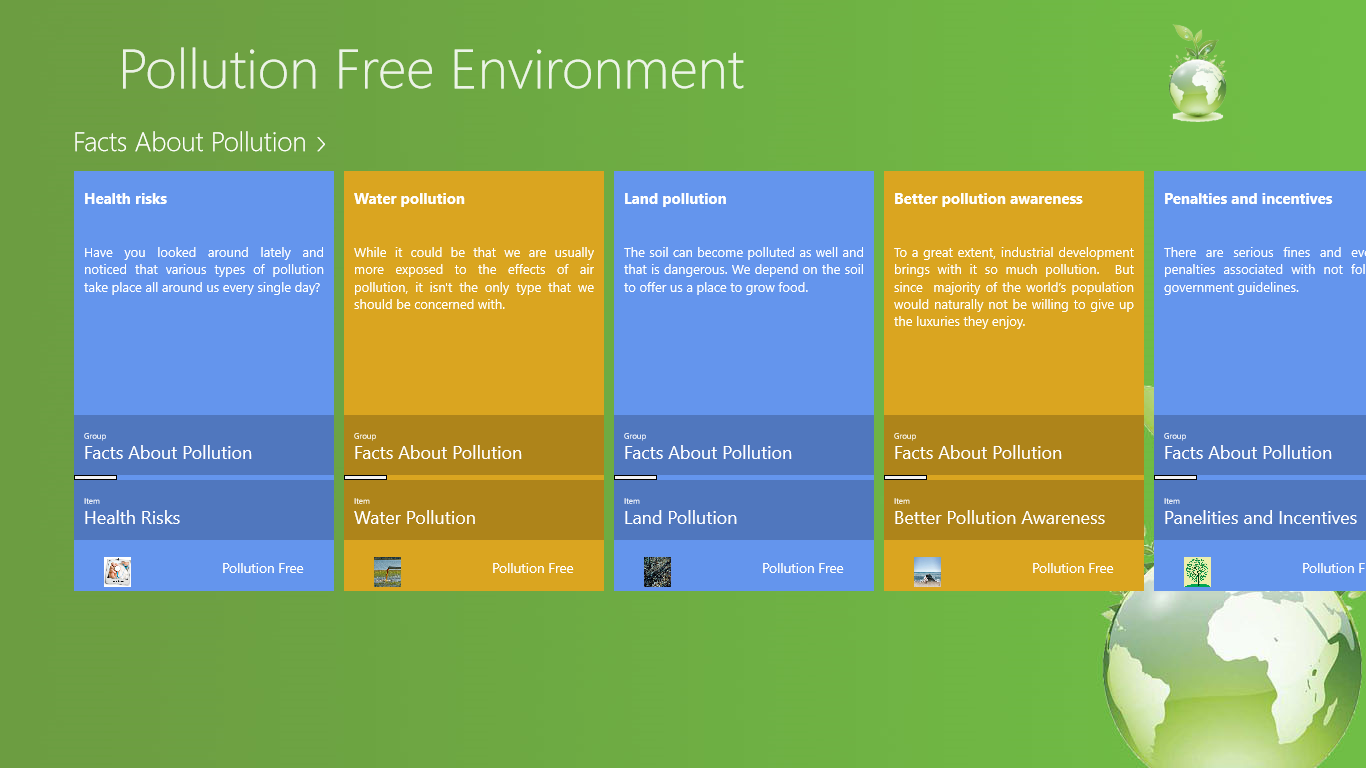 Pollution Free Environment
Facts About Pollution >
Health risks
Have you looked around lately and
noticed that various types of pollution
take place all around us every single day?
Group
Facts About Pollution
Item
Health Risks
Pollution Free
Water pollution
While it could be that we are usually
more exposed to the effects of air
pollution, it isn't the only type that we
should be concerned with.
Group
Facts About Pollution
Item
Water Pollution
Pollution Free
Land pollution
The soil can become polluted as well and
that is dangerous. We depend on the soil
to offer us a place to grow food.
Group
Facts About Pollution
Item
Land Pollution
Pollution Free
Better pollution awareness
To a great extent, industrial development
brings with it so much pollution. But
since majority of the world's population
would naturally not be willing to give up
the luxuries they enjoy.
Group
Facts About Pollution
Item
Better Pollution Awareness
Pollution Free
Penalties and incentives
There are serious fines and
penalties associated with not
government guidelines.
Group
Facts About Pollution
Item
Panelities and Incentives
Pollution